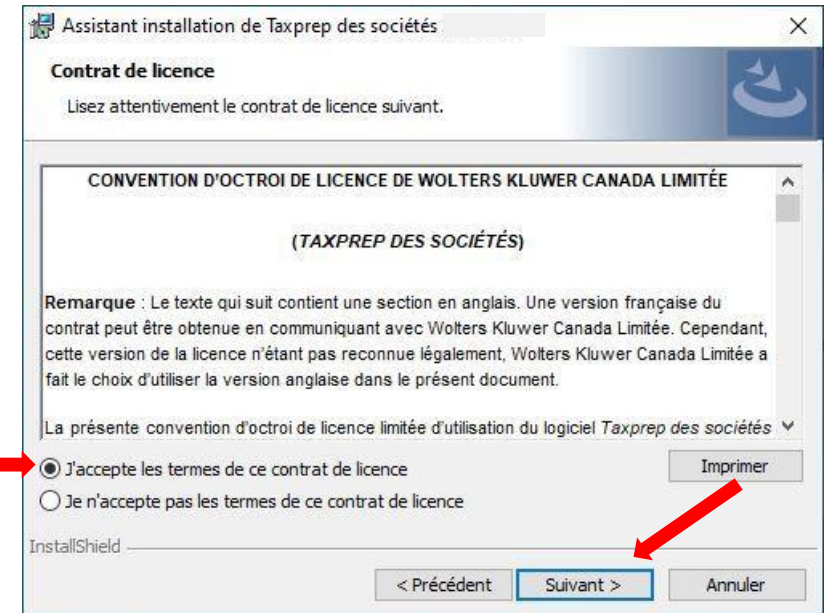 Assistant installation de Taxprep des sociétés
Contrat de licence
Lisez attentivement le contrat de licence suivant.
CONVENTION D'OCTROI DE LICENCE DE WOLTERS KLUWER CANADA LIMITÉE
(TAXPREP DES SOCIÉTÉS)
Remarque : Le texte qui suit contient une section en anglais. Une version française du
contrat peut être obtenue en communiquant avec Wolters Kluwer Canada Limitée. Cependant,
cette version de la licence n'étant pas reconnue légalement, Wolters Kluwer Canada Limitée a
fait le choix d'utiliser la version anglaise dans le présent document.
La présente convention d'octroi de licence limitée d'utilisation du logiciel Taxprep des sociétés
J'accepte les termes de ce contrat de licence
Imprimer
Je n'accepte pas les termes de ce contrat de licence
InstallShield
< Précédent
Suivant >
Annuler